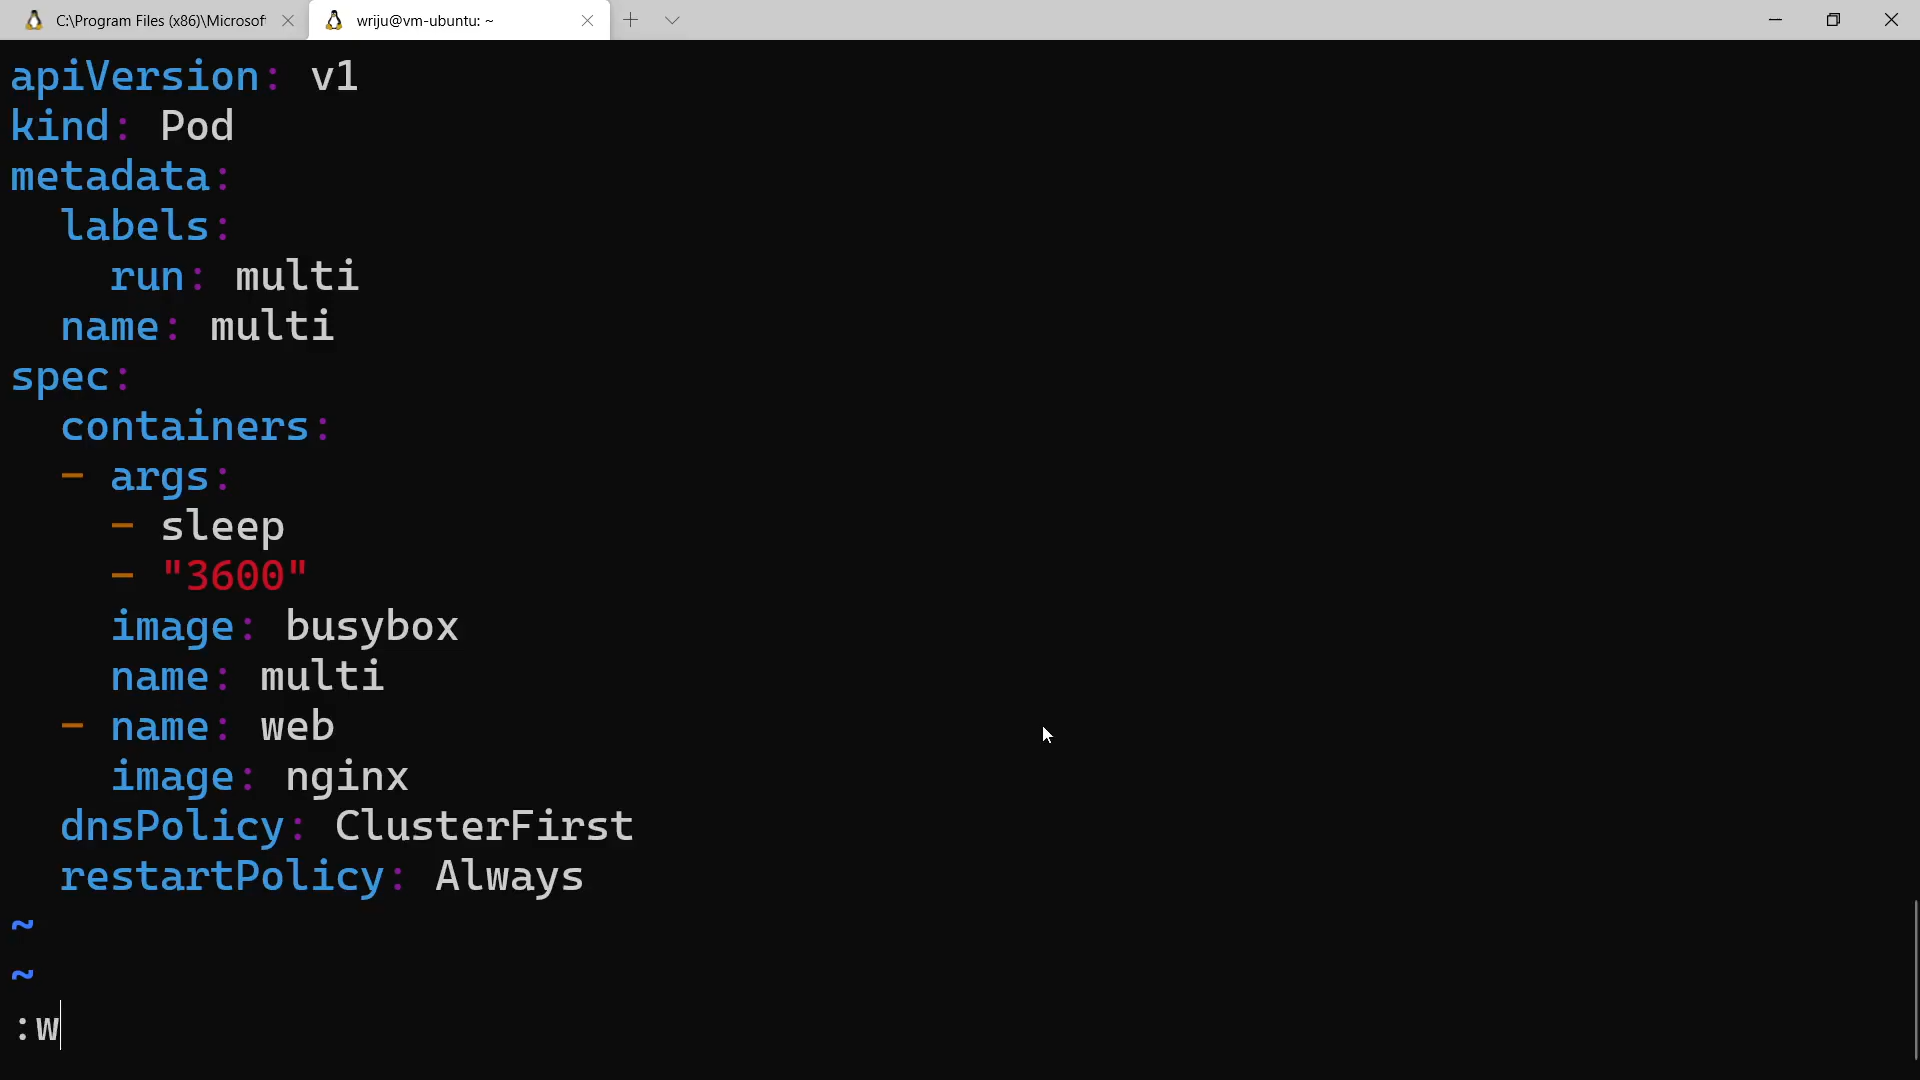 C:\Program Files (x86)\Microsof
wriju@vm-ubuntu: ~
apiVersion: v1
kind: Pod
metadata:
  labels:
    run: multi
  name: multi
spec:
  containers:
  - args:
    - sleep
    - "3600"
    image: busybox
    name: multi
  - name: web
    image: nginx
  dnsPolicy: ClusterFirst
  restartPolicy: Always
~
~
:w